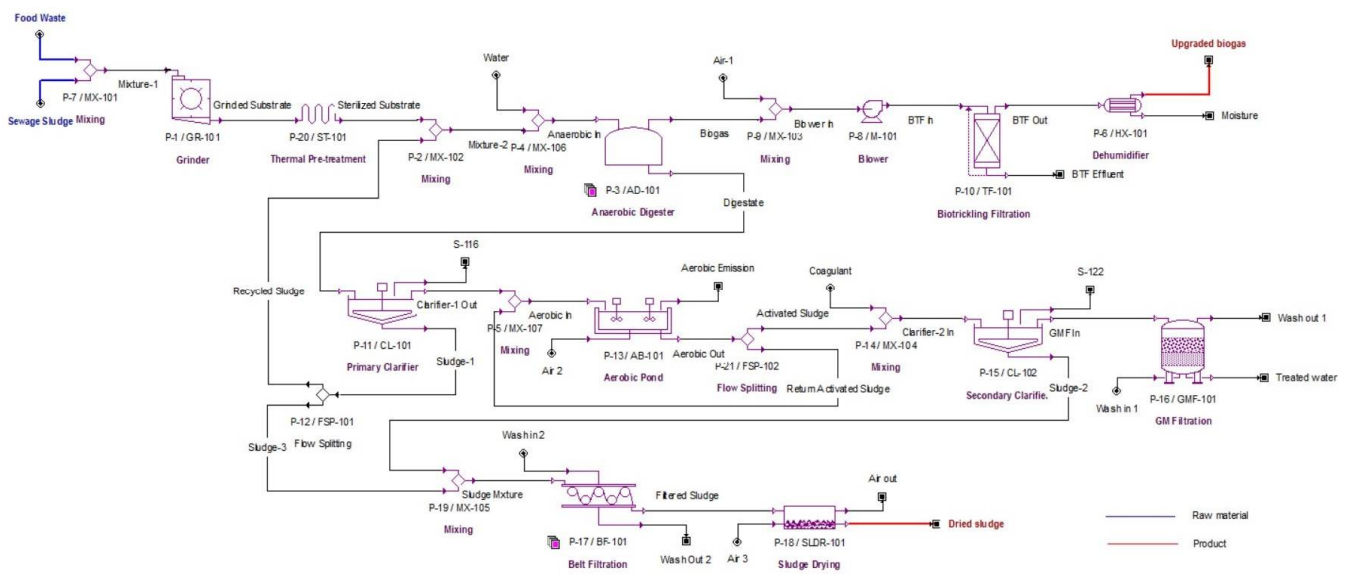 Food Waste
Sewage Sludge
P-7 / MX-101
Mixing
Mixture-1
P-1 / GR-101
Grinder
Grinded Substrate
P-20 / ST-101
Thermal Pre-treatment
Sterilized Substrate
P-2 / MX-102
Mixing
Mixture-2
Water
P-4 / MX-106
Mixing
Anaerobic In
P-3 / AD-101
Anaerobic Digester
Biogas
Digestate
Air-1
P-9 / MX-103
Mixing
Blower In
P-8 / M-101
Blower
BTF In
P-10 / TF-101
Biotrickling Filtration
BTF Out
BTF Effluent
P-6 / HX-101
Dehumidifier
Upgraded biogas
Moisture
Recycled Sludge
S-116
Clarifier-1 Out
P-11 / CL-101
Primary Clarifier
Sludge-1
P-5 / MX-107
Mixing
Aerobic In
Air 2
P-13 / AB-101
Aerobic Pond
Aerobic Emission
Aerobic Out
Activated Sludge
P-21 / FSP-102
Flow Splitting
Return Activated Sludge
Coagulant
P-14 / MX-104
Mixing
Clarifier-2 In
S-122
GMF In
P-15 / CL-102
Secondary Clarifie
Sludge-2
Wash in 1
P-16 / GMF-101
GM Filtration
Wash out 1
Treated water
P-12 / FSP-101
Flow Splitting
Sludge-3
P-19 / MX-105
Mixing
Sludge Mixture
Wash in 2
P-17 / BF-101
Belt Filtration
Wash Out 2
Filtered Sludge
Air 3
P-18 / SLDR-101
Sludge Drying
Air out
Dried sludge
Raw material
Product